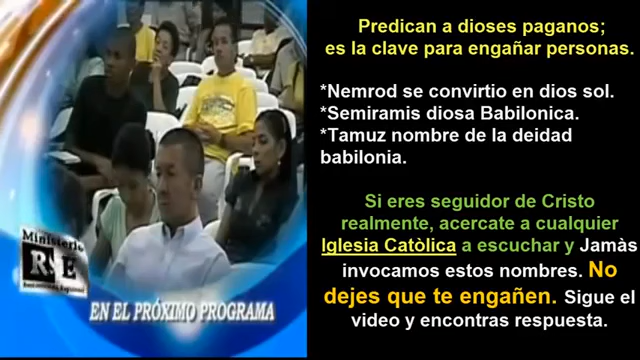 Predican a dioses paganos;
es la clave para engañar personas.
*Nemrod se convirtio en dios sol.
*Semiramis diosa Babilonica.
*Tamuz nombre de la deidad
babilonia.
Si eres seguidor de Cristo
realmente, acercate a cualquier
Iglesia Catòlica a escuchar y Jamàs
invocamos estos nombres. No
dejes que te engañen. Sigue el
video y encontras respuesta.
Ministerio
R E
EN EL PRÓXIMO PROGRAMA